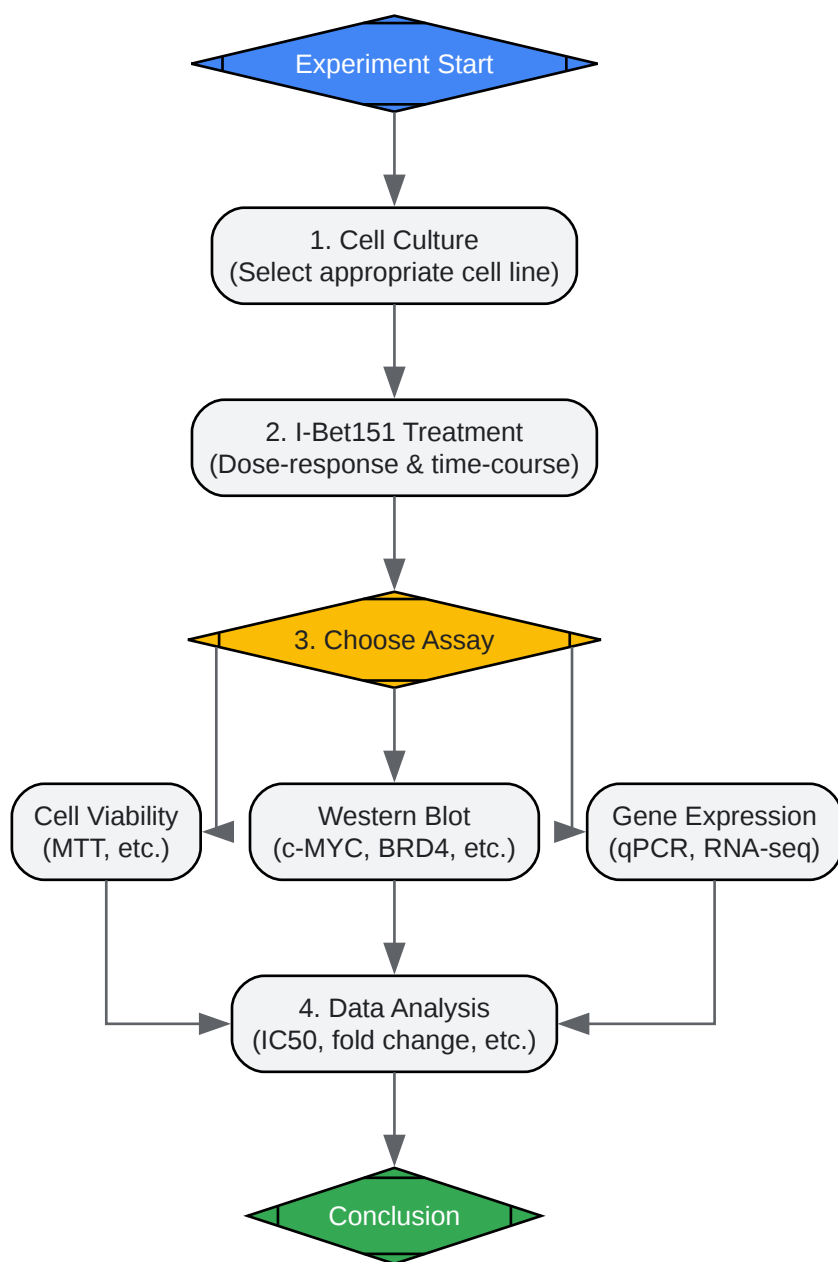 Experiment Start
1. Cell Culture
(Select appropriate cell line)
2. I-Bet151 Treatment
(Dose-response & time-course)
3. Choose Assay
Cell Viability
(MTT, etc.)
Western Blot
(c-MYC, BRD4, etc.)
Gene Expression
(qPCR, RNA-seq)
4. Data Analysis
(IC50, fold change, etc.)
Conclusion